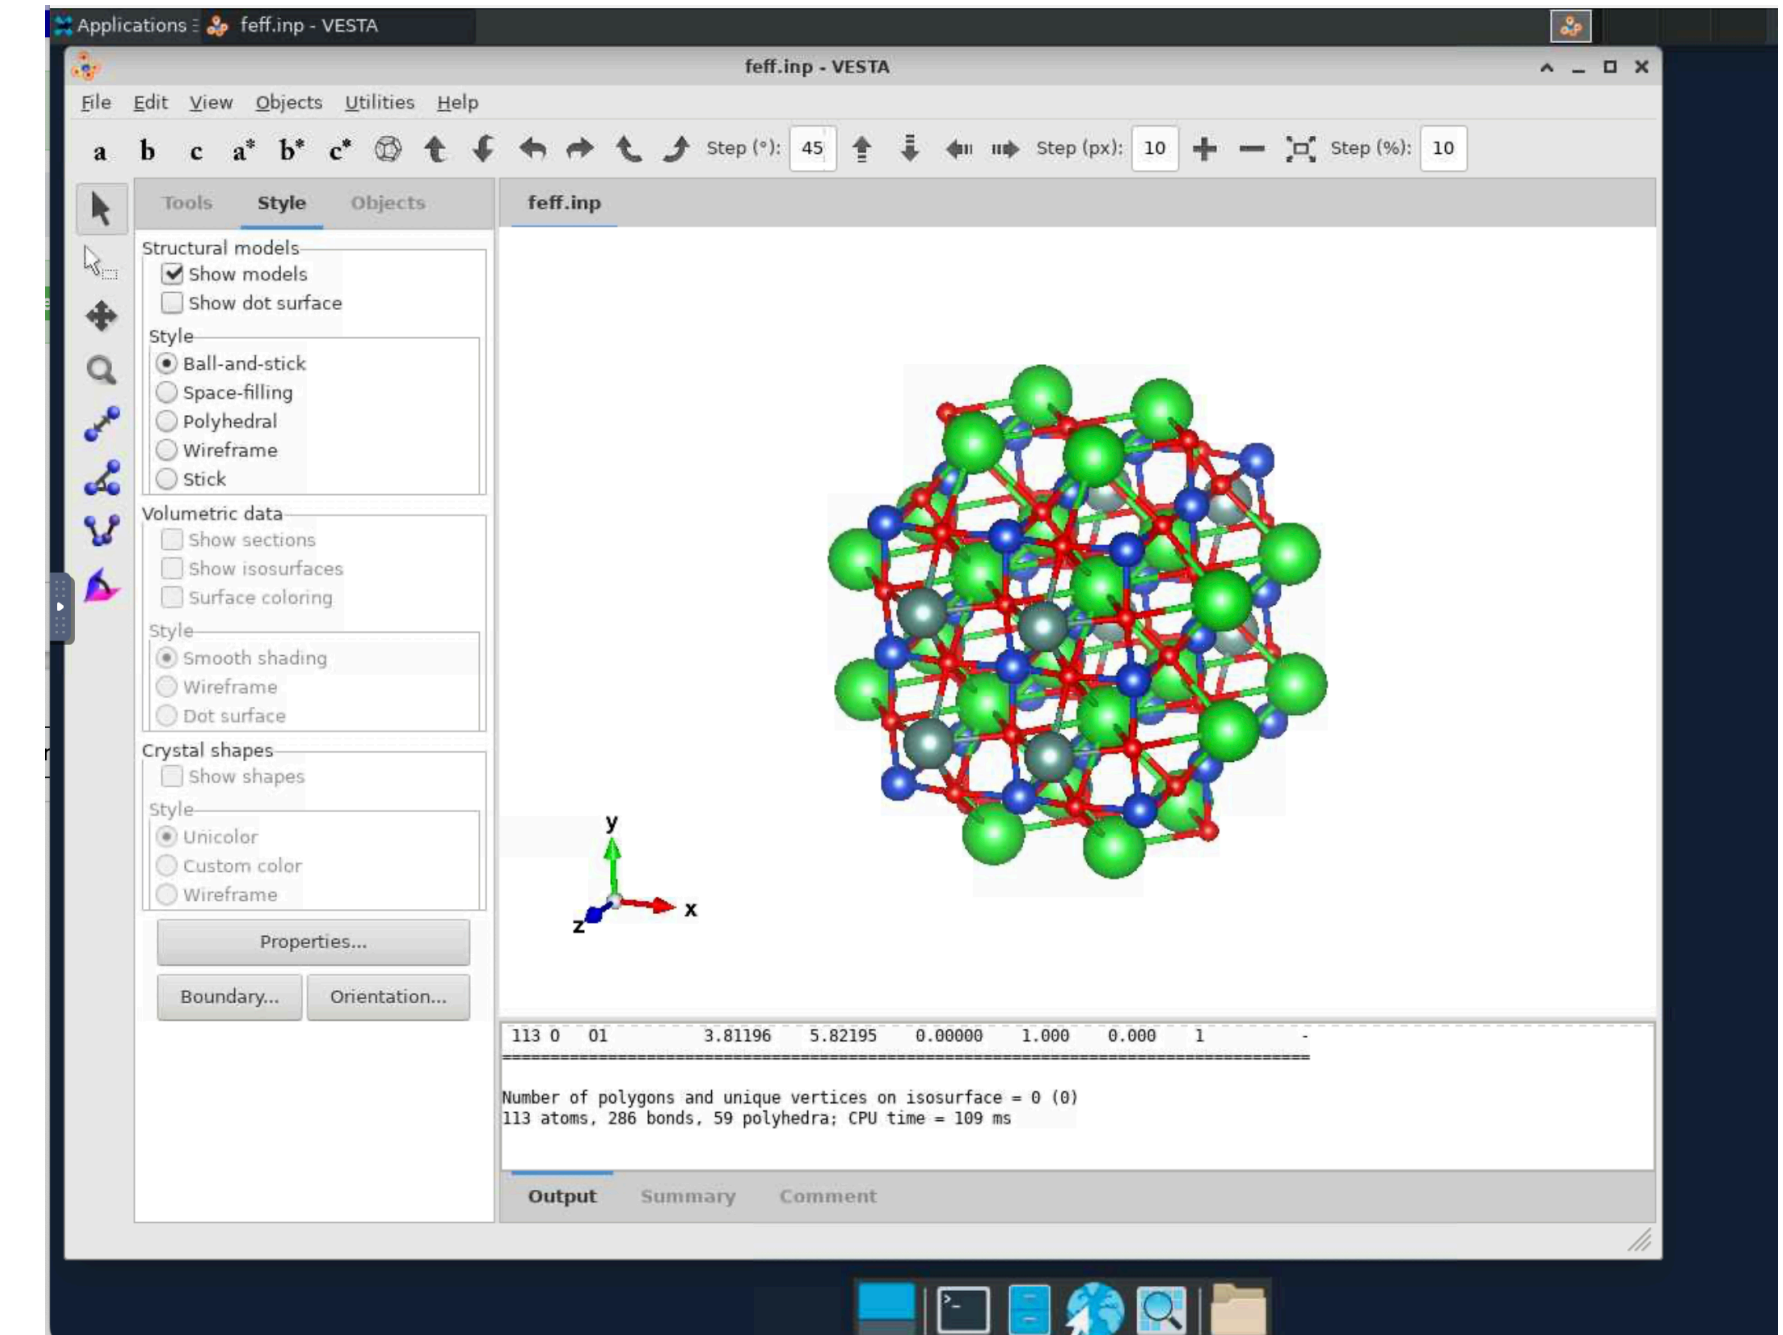 Applications feff.inp - VESTA
feff.inp - VESTA
File Edit View Objects Utilities Help
a b c a* b* c* Step (°): 45 Step (px): 10 Step (%): 10
Tools Style Objects
feff.inp
Structural models
Show models
Show dot surface
Style
Ball-and-stick
Space-filling
Polyhedral
Wireframe
Stick
Volumetric data
Show sections
Show isosurfaces
Surface coloring
Style
Smooth shading
Wireframe
Dot surface
Crystal shapes
Show shapes
Style
Unicolor
Custom color
Wireframe
Properties...
Boundary... Orientation...
y
x
z
113 O O1 3.81196 5.82195 0.00000 1.000 0.000 1 -
Number of polygons and unique vertices on isosurface = 0 (0)
113 atoms, 286 bonds, 59 polyhedra; CPU time = 109 ms
Output Summary Comment